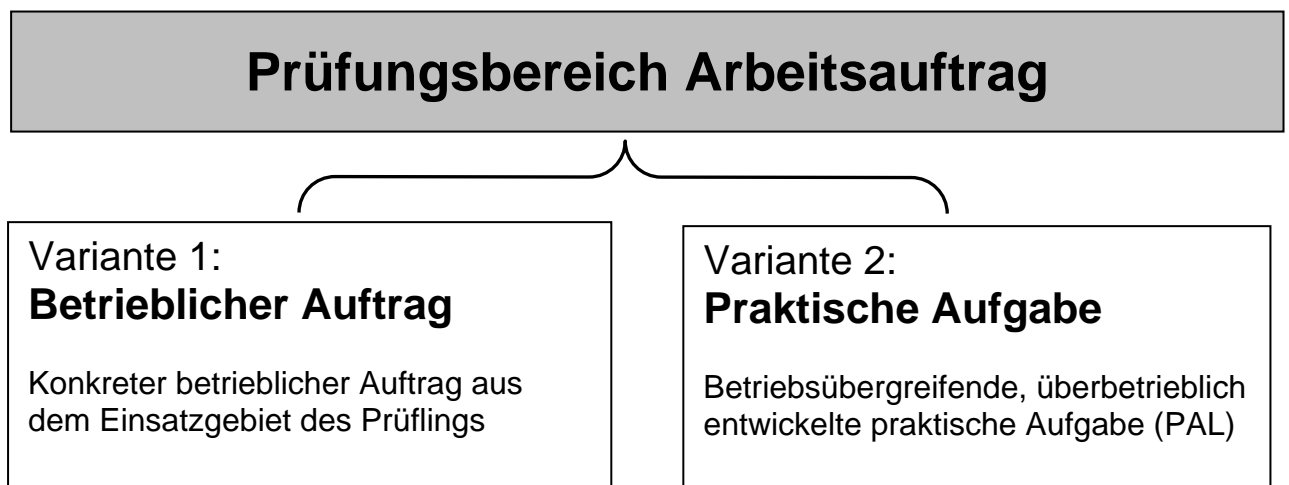 Prüfungsbereich Arbeitsauftrag
Variante 1:
Betrieblicher Auftrag
Konkreter betrieblicher Auftrag aus
dem Einsatzgebiet des Prüflings
Variante 2:
Praktische Aufgabe
Betriebsübergreifende, überbetrieblich
entwickelte praktische Aufgabe (PAL)